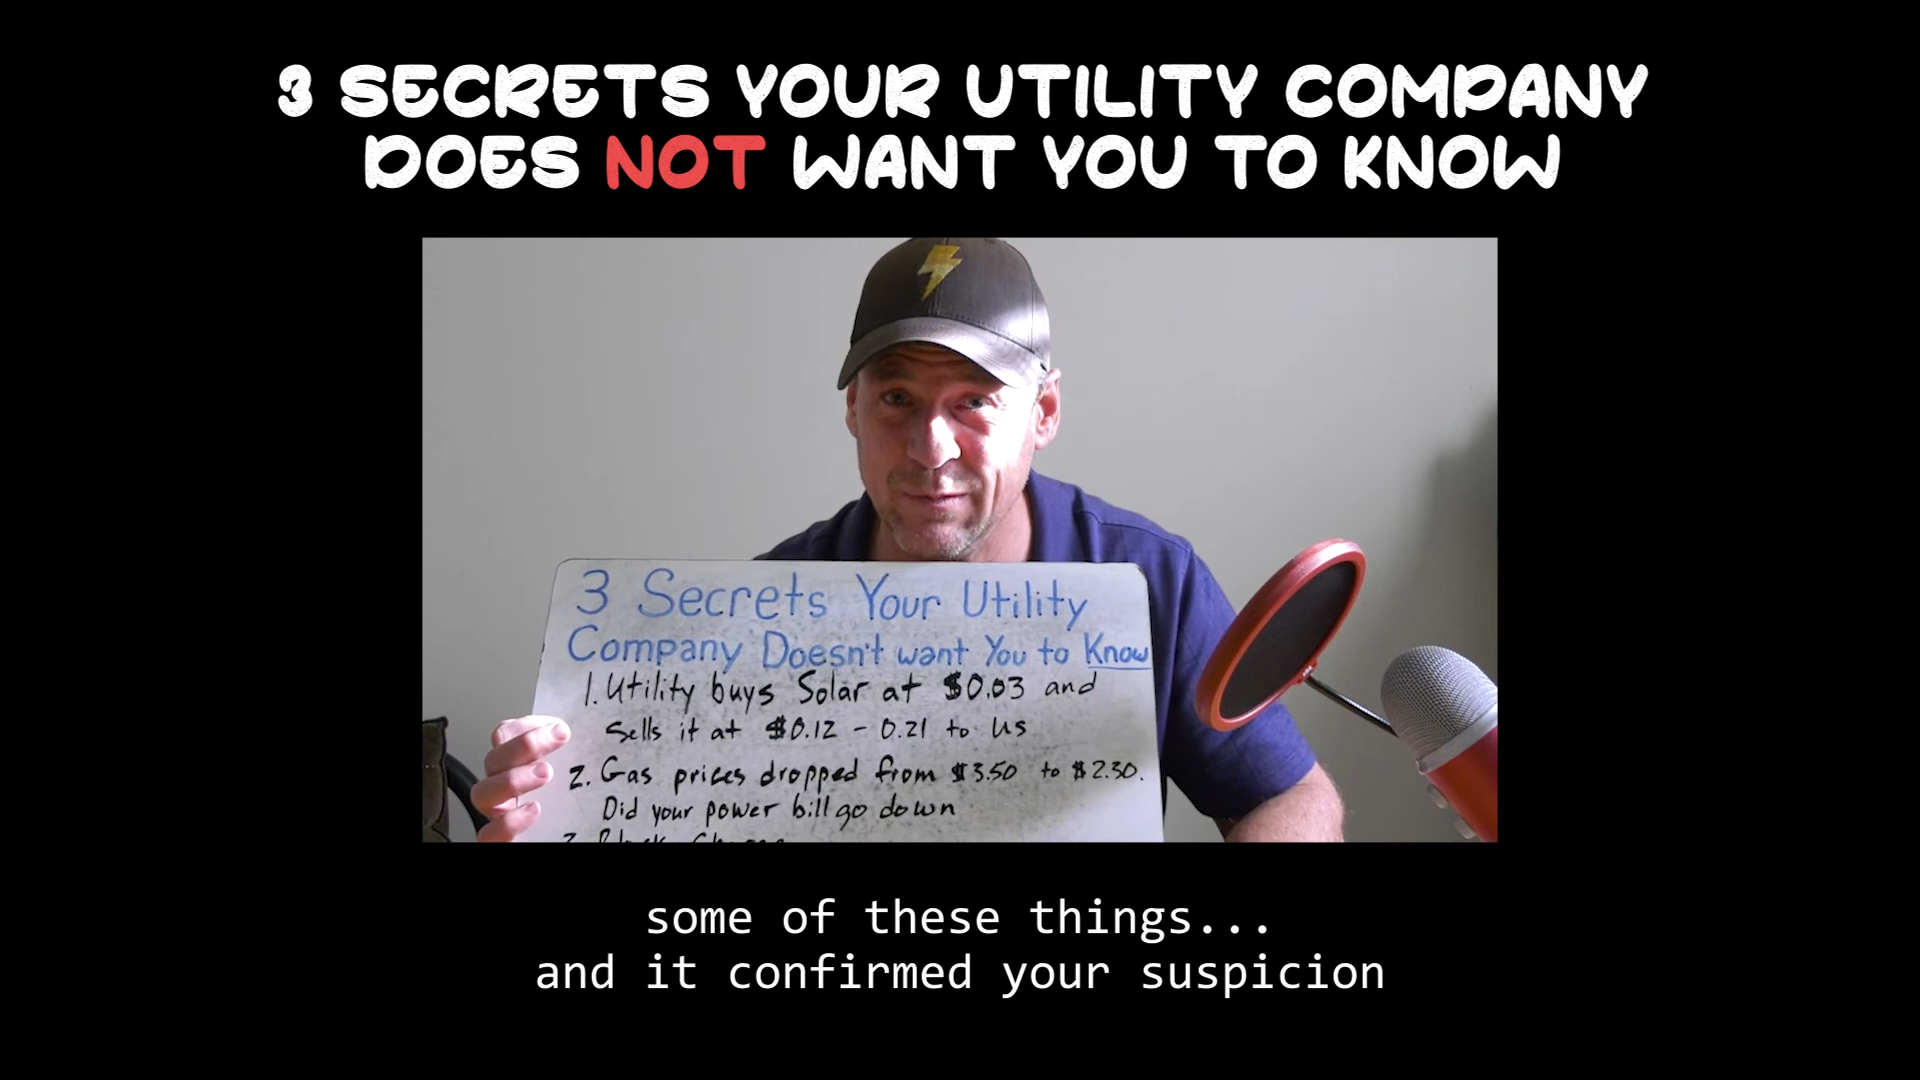 3 SECRETS YOUR UTILITY COMPANY
DOES NOT WANT YOU TO KNOW
3 Secrets Your Utility
Company Doesn't want You to Know
1. Utility buys Solar at $0.03 and
Sells it at $0.12 - 0.21 to us
2. Gas prices dropped from $3.50 to $2.30.
Did your power bill go down
some of these things...
and it confirmed your suspicion